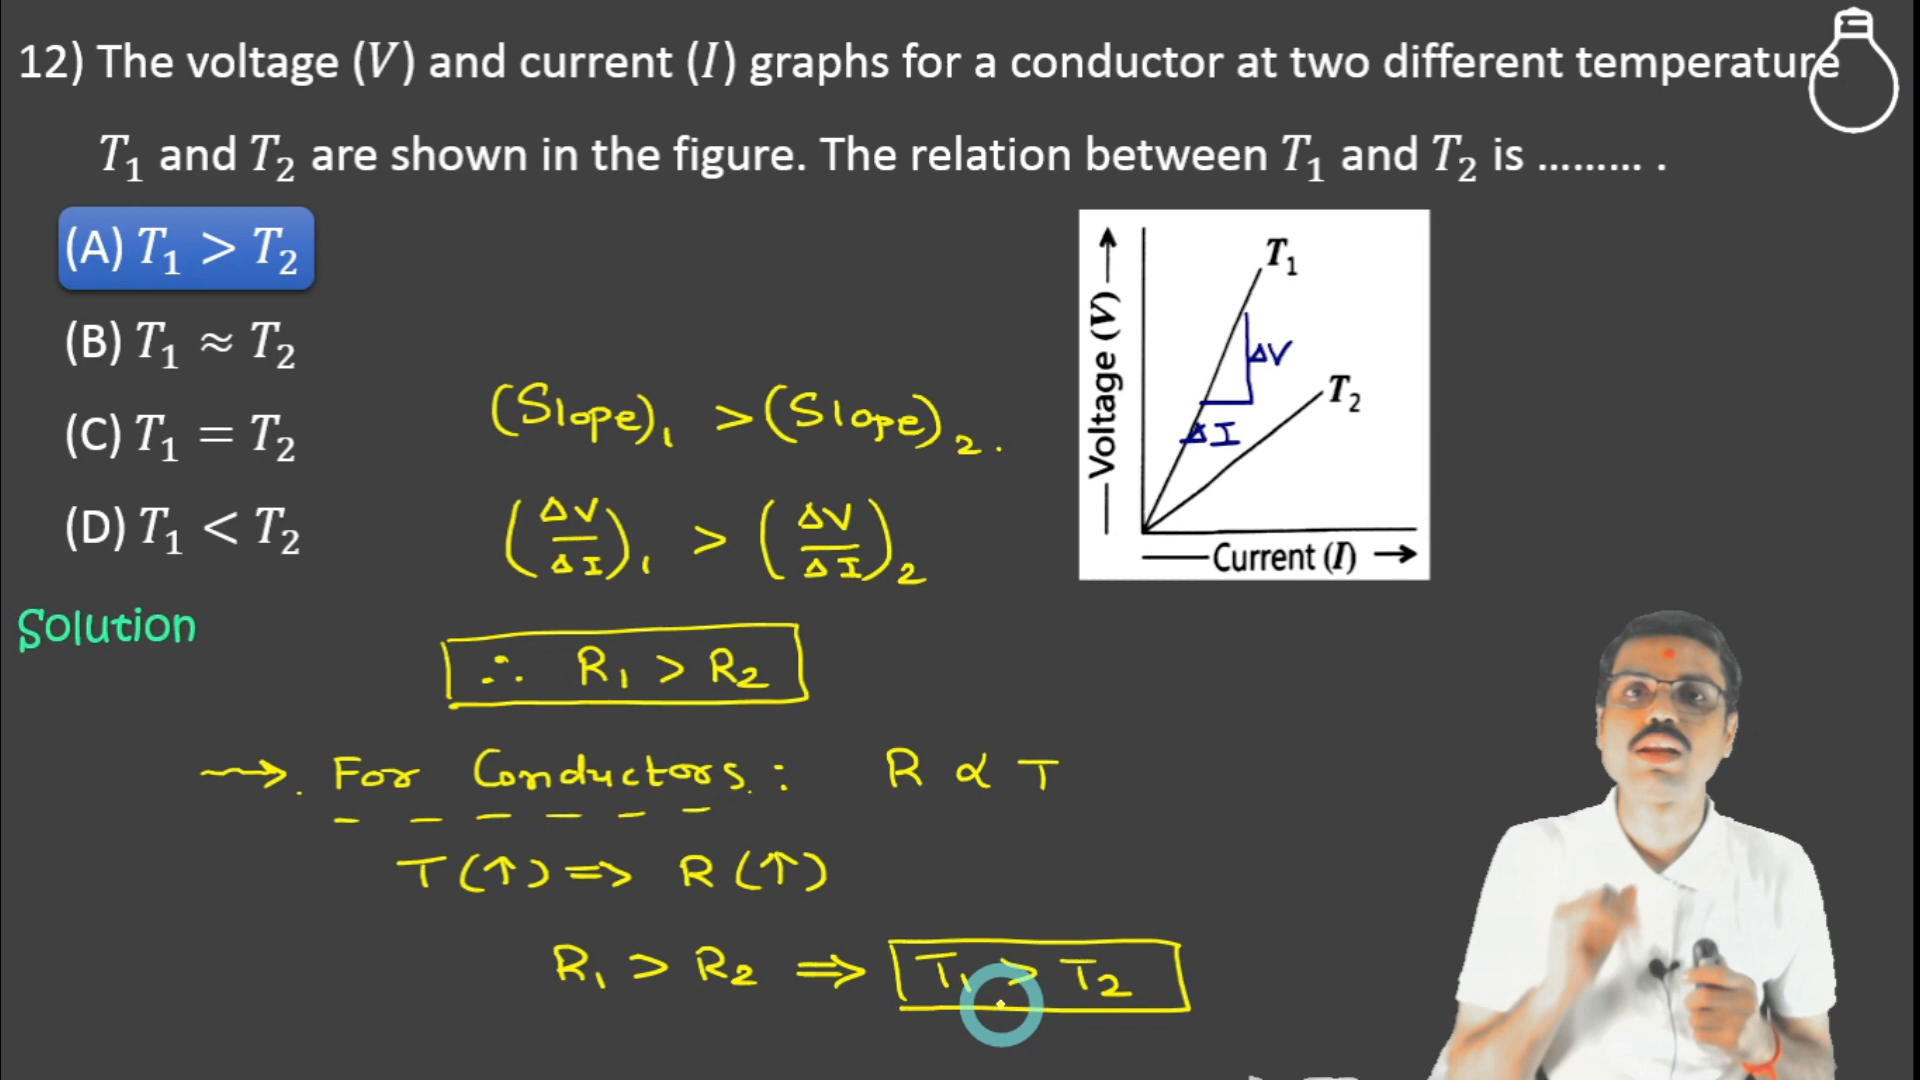 12) The voltage (V) and current (I) graphs for a conductor at two different temperature
T₁ and T₂ are shown in the figure. The relation between T₁ and T₂ is ......... .
(A) T₁ > T₂
(B) T₁ ≈ T₂
(C) T₁ = T₂
(D) T₁ < T₂
Voltage (V)
T₁
ΔV
T₂
ΔI
Current (I)
(Slope)₁ > (Slope)₂.
(ΔV/ΔI)₁ > (ΔV/ΔI)₂
Solution
∴ R₁ > R₂
→ For Conductors : R ∝ T
T (↑) ⇒ R (↑)
R₁ > R₂ ⇒ T₁ > T₂